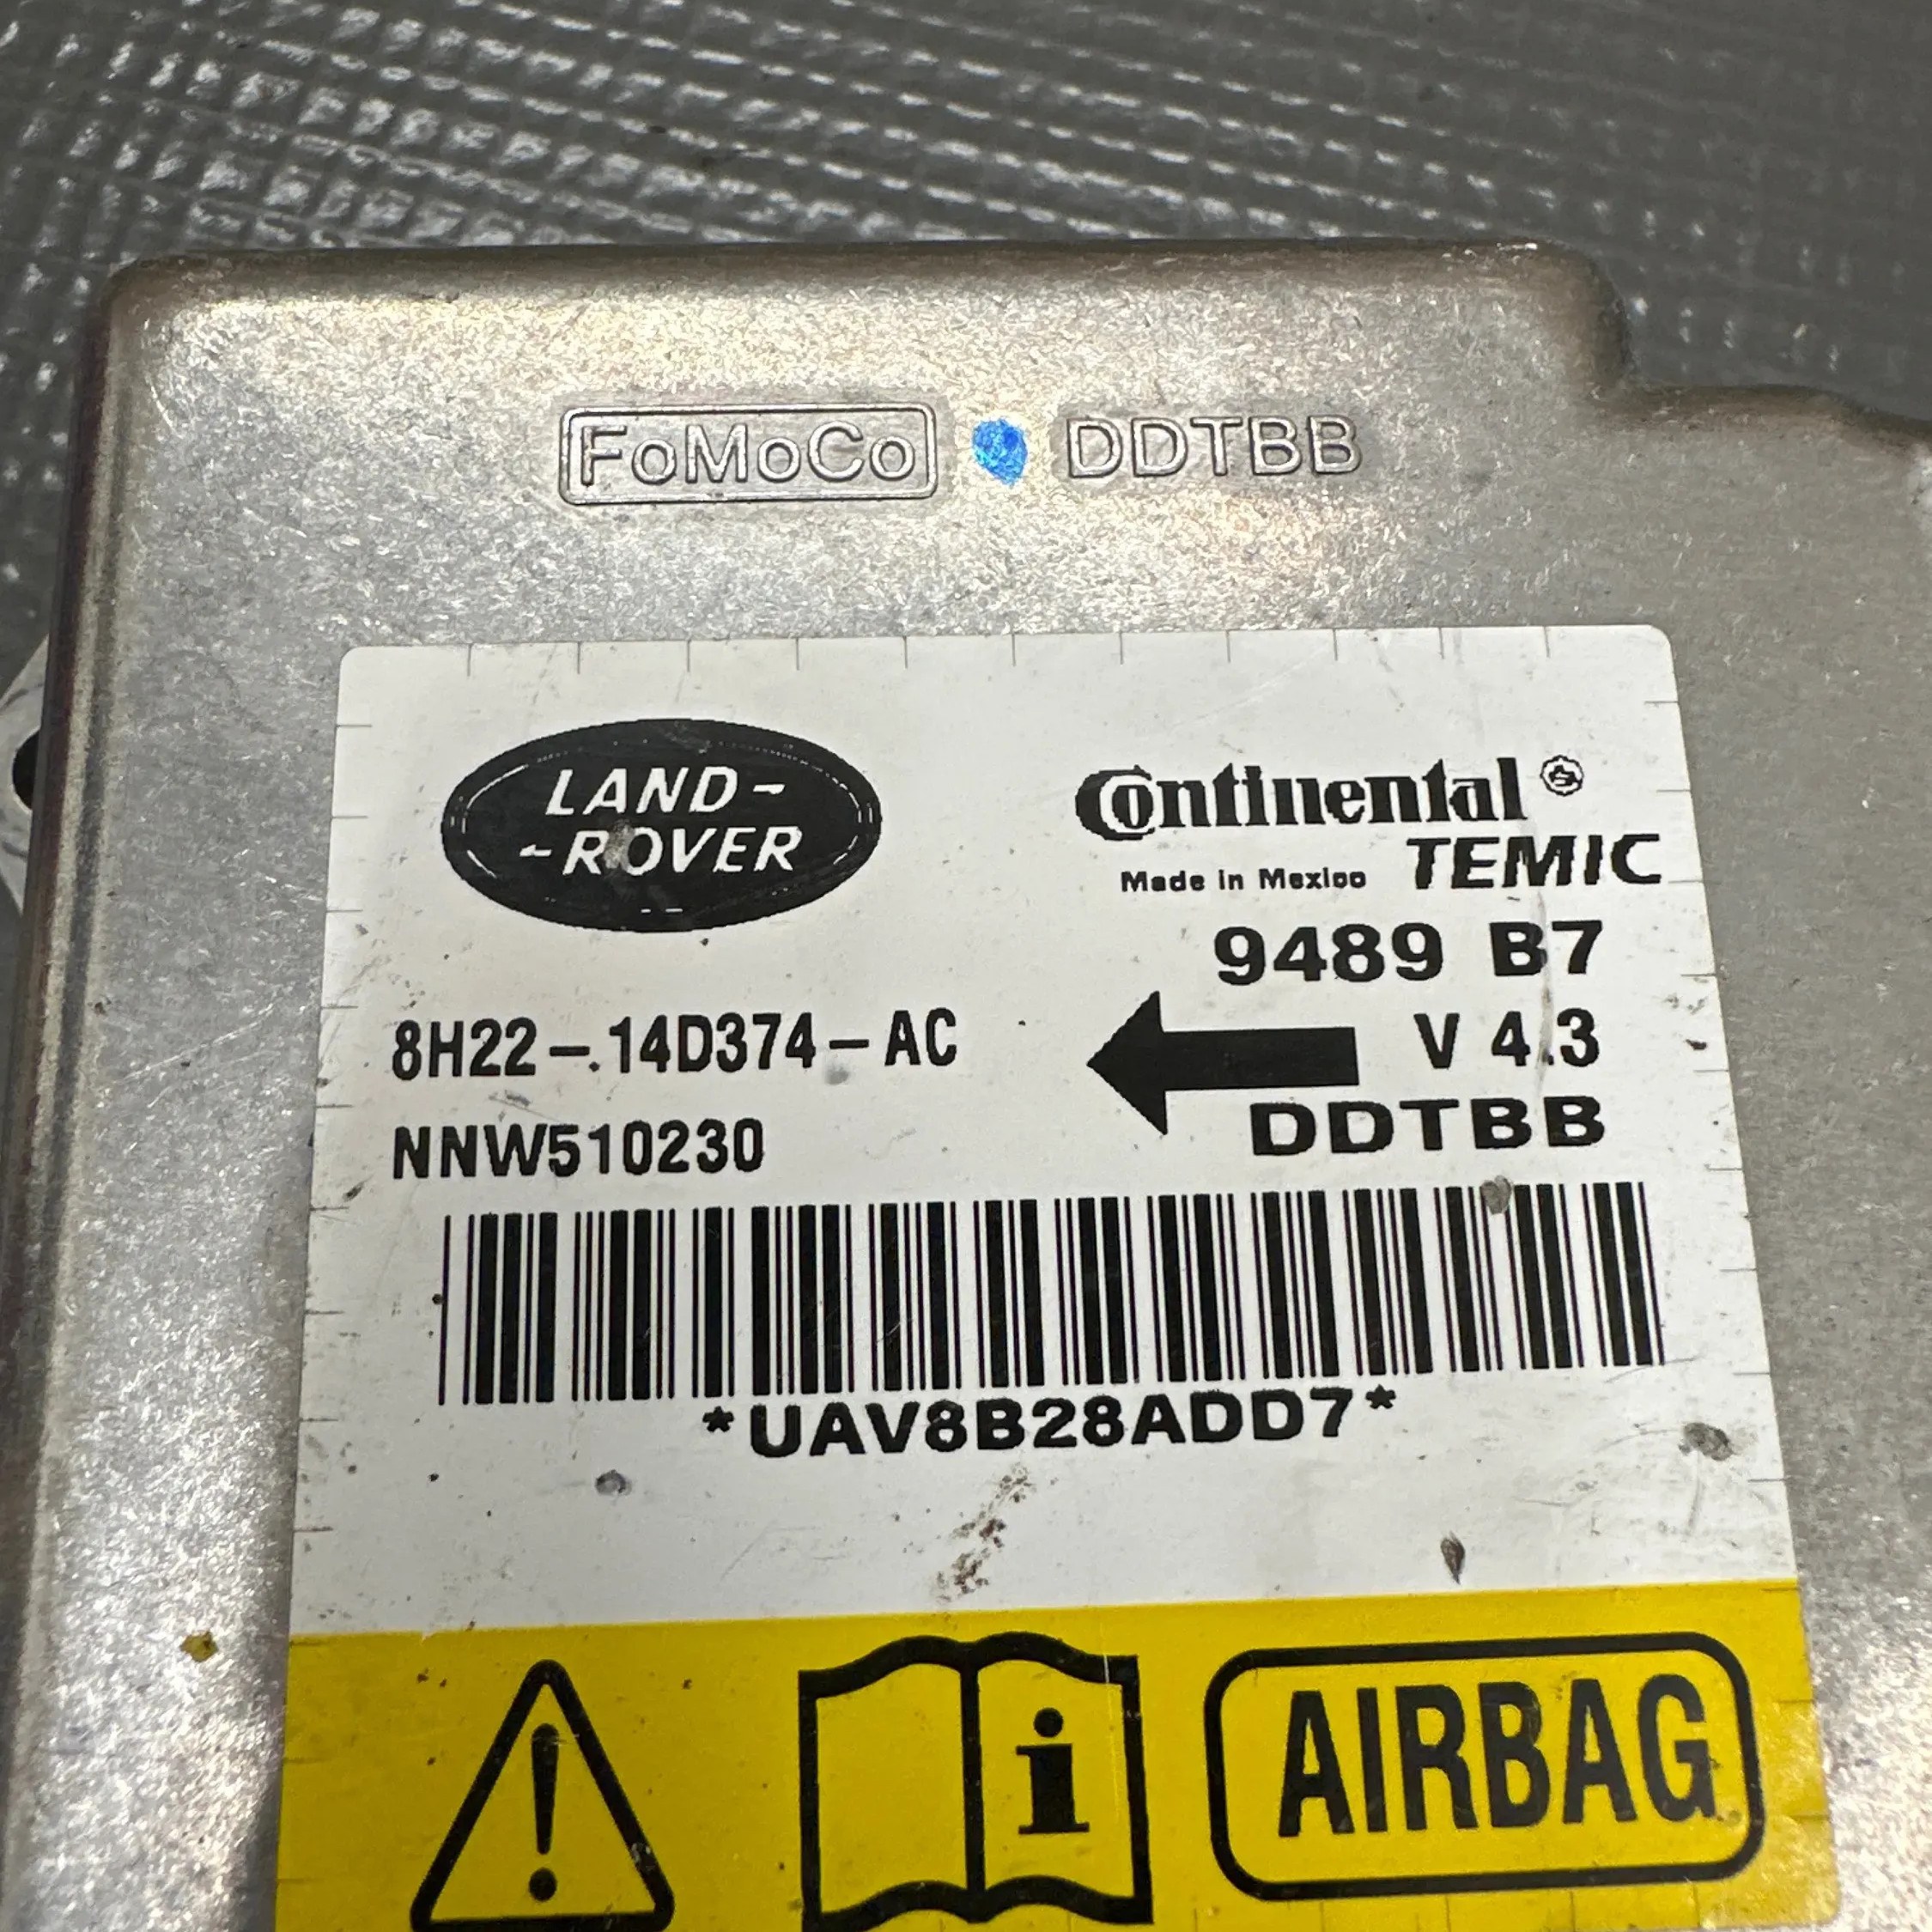 FoMoCo DDTBB
LAND-
-ROVER
Continental
Made in Mexico TEMIC
9489 B7
8H22-14D374-AC
V 4.3
NNW510230
DDTBB
*UAV8B28ADD7*
i
AIRBAG